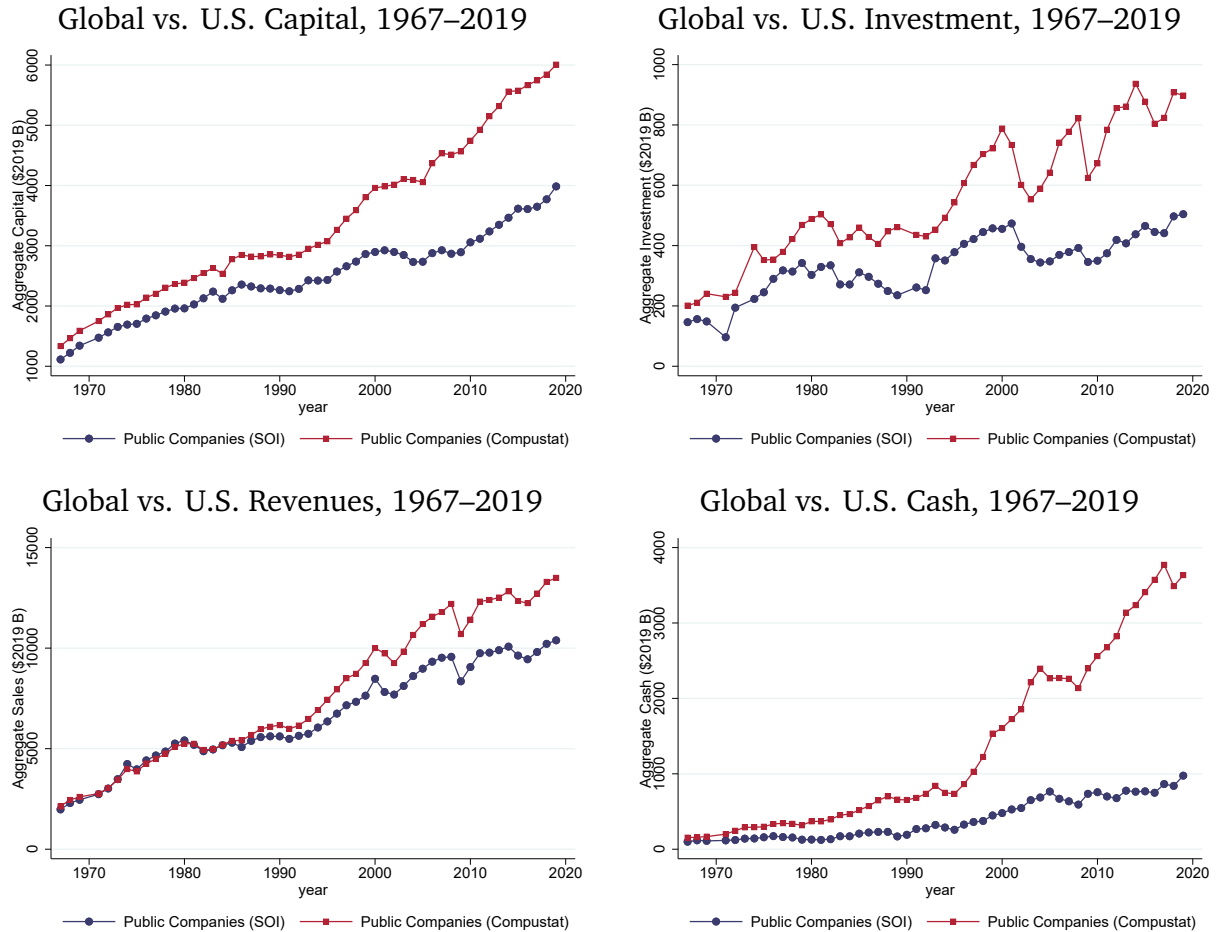 Global vs. U.S. Capital, 1967–2019
Aggregate Capital ($2019 B)
6000
5000
4000
3000
2000
1000
1970 1980 1990 2000 2010 2020
year
Public Companies (SOI) Public Companies (Compustat)
Global vs. U.S. Investment, 1967–2019
Aggregate Investment ($2019 B)
1000
800
600
400
200
0
1970 1980 1990 2000 2010 2020
year
Public Companies (SOI) Public Companies (Compustat)
Global vs. U.S. Revenues, 1967–2019
Aggregate Sales ($2019 B)
15000
10000
5000
0
1970 1980 1990 2000 2010 2020
year
Public Companies (SOI) Public Companies (Compustat)
Global vs. U.S. Cash, 1967–2019
Aggregate Cash ($2019 B)
4000
3000
2000
1000
0
1970 1980 1990 2000 2010 2020
year
Public Companies (SOI) Public Companies (Compustat)